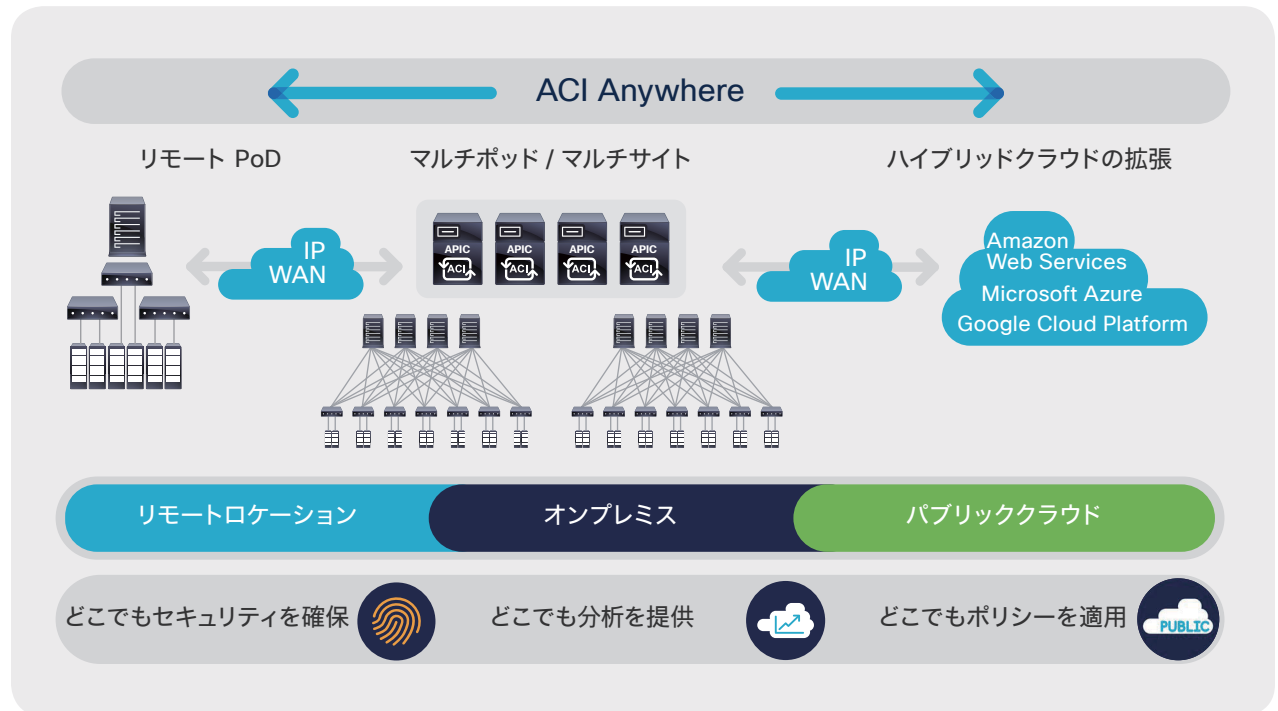 ACI Anywhere
リモート PoD
マルチポッド / マルチサイト
ハイブリッドクラウドの拡張
IP
WAN
APIC
ACI
APIC
ACI
APIC
ACI
APIC
ACI
IP
WAN
Amazon
Web Services
Microsoft Azure
Google Cloud Platform
リモートロケーション
オンプレミス
パブリッククラウド
どこでもセキュリティを確保
どこでも分析を提供
どこでもポリシーを適用
PUBLIC